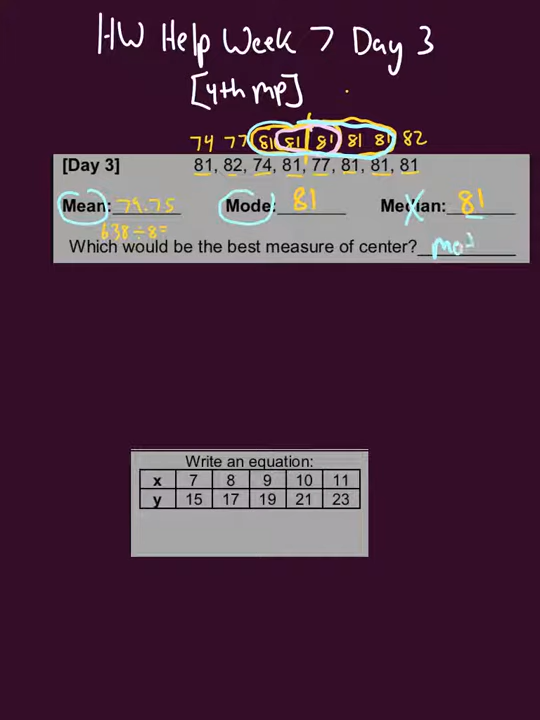 HW Help Week 7 Day 3
[4th mp]
74 77 81 81 81 81 81 82
[Day 3] 81, 82, 74, 81, 77, 81, 81, 81
Mean: 79.75 Mode: 81 Median: 81
638 ÷ 8 =
Which would be the best measure of center?
Write an equation:
x 7 8 9 10 11
y 15 17 19 21 23